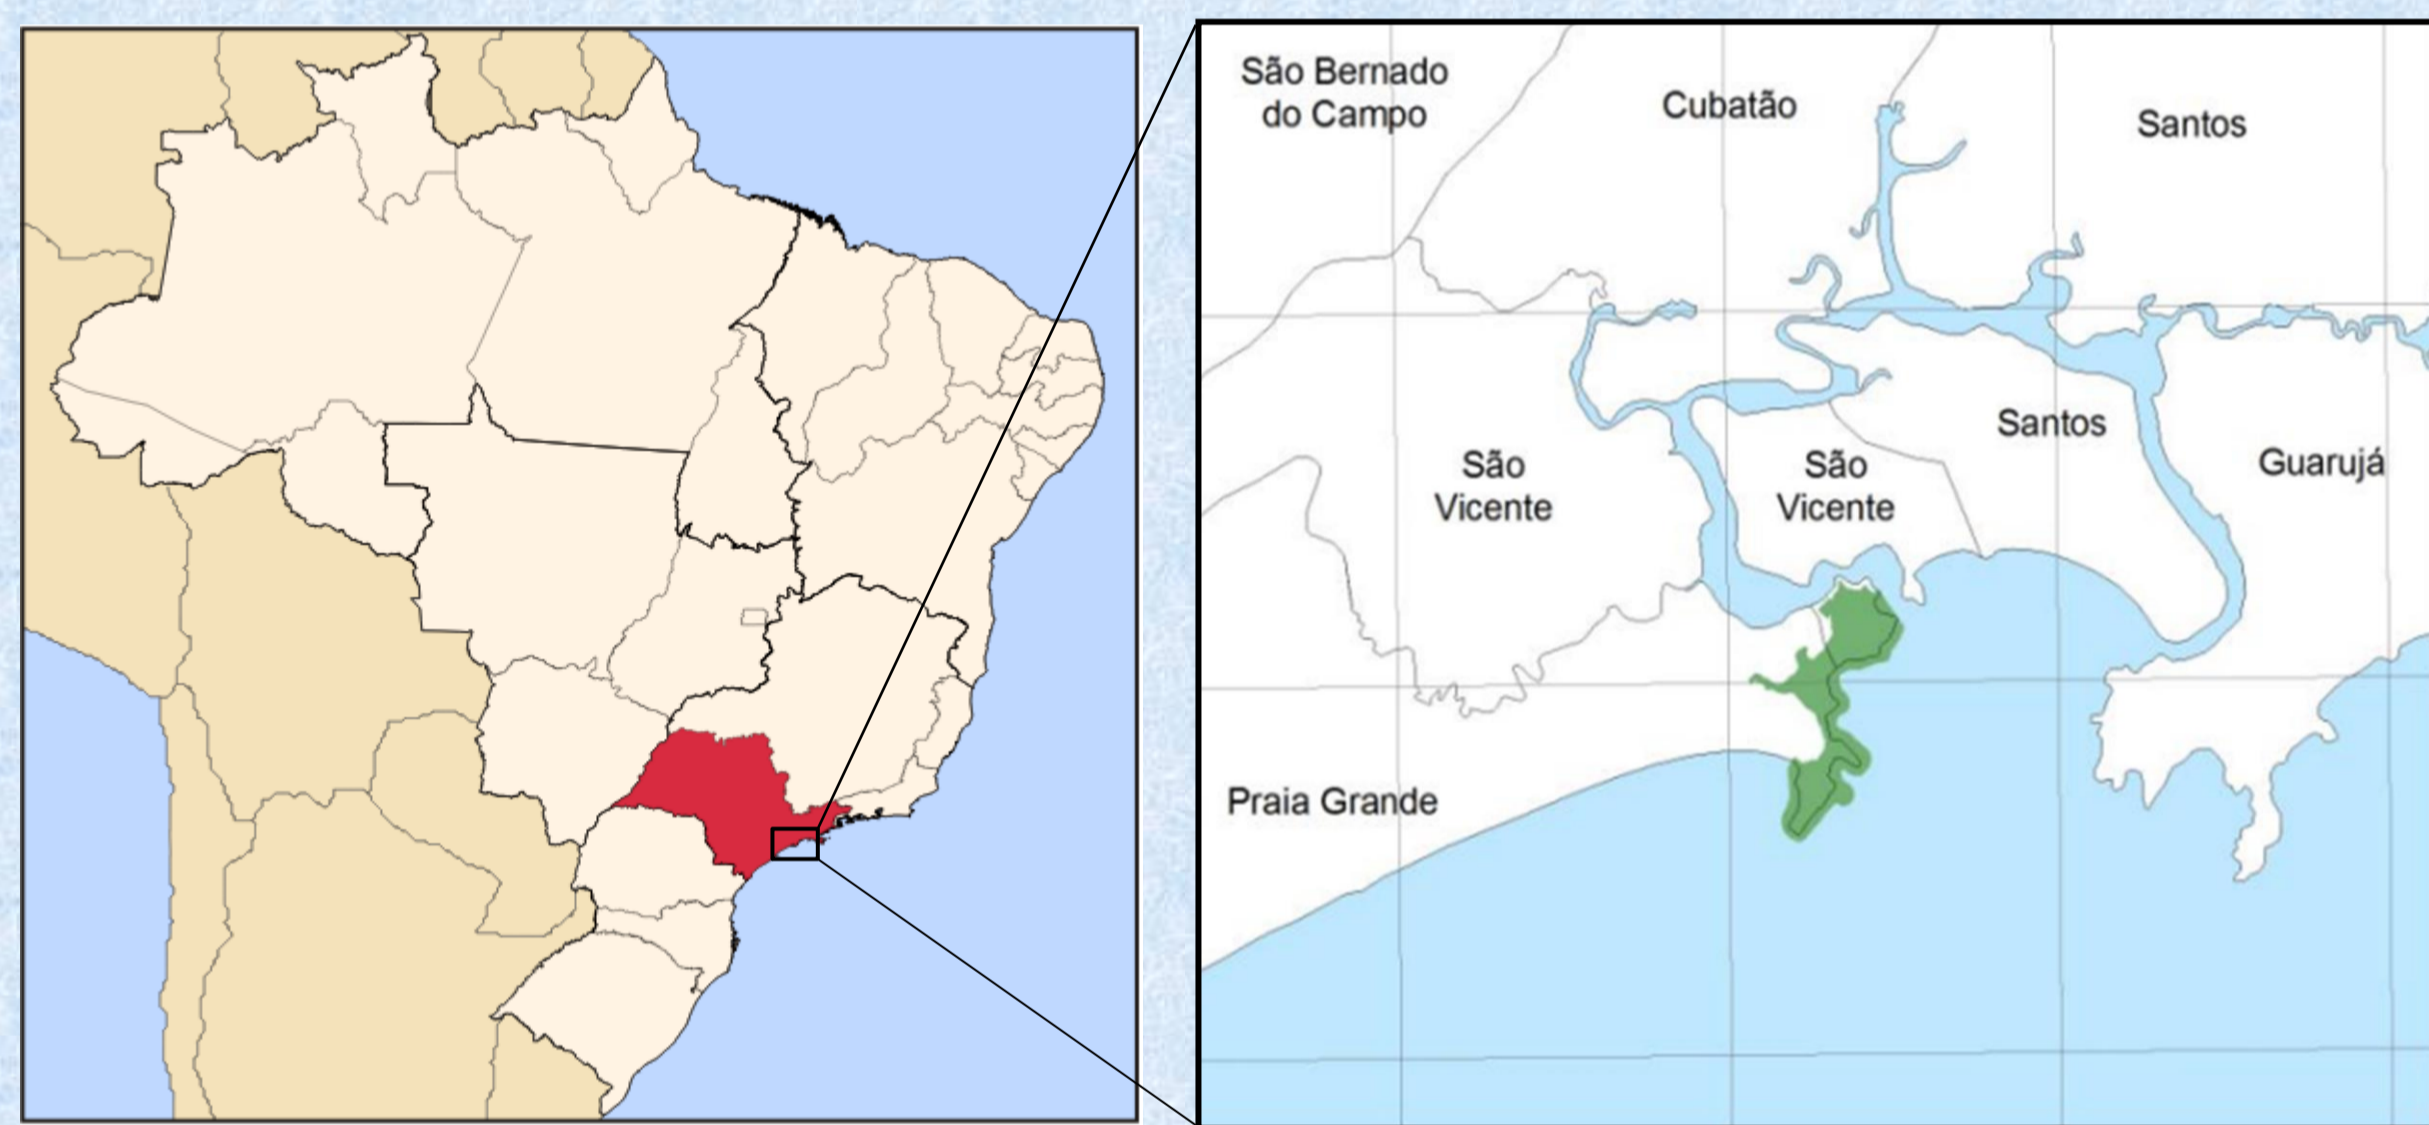 São Bernado
do Campo
Cubatão
Santos
Santos
Guarujá
São
Vicente
São
Vicente
Praia Grande